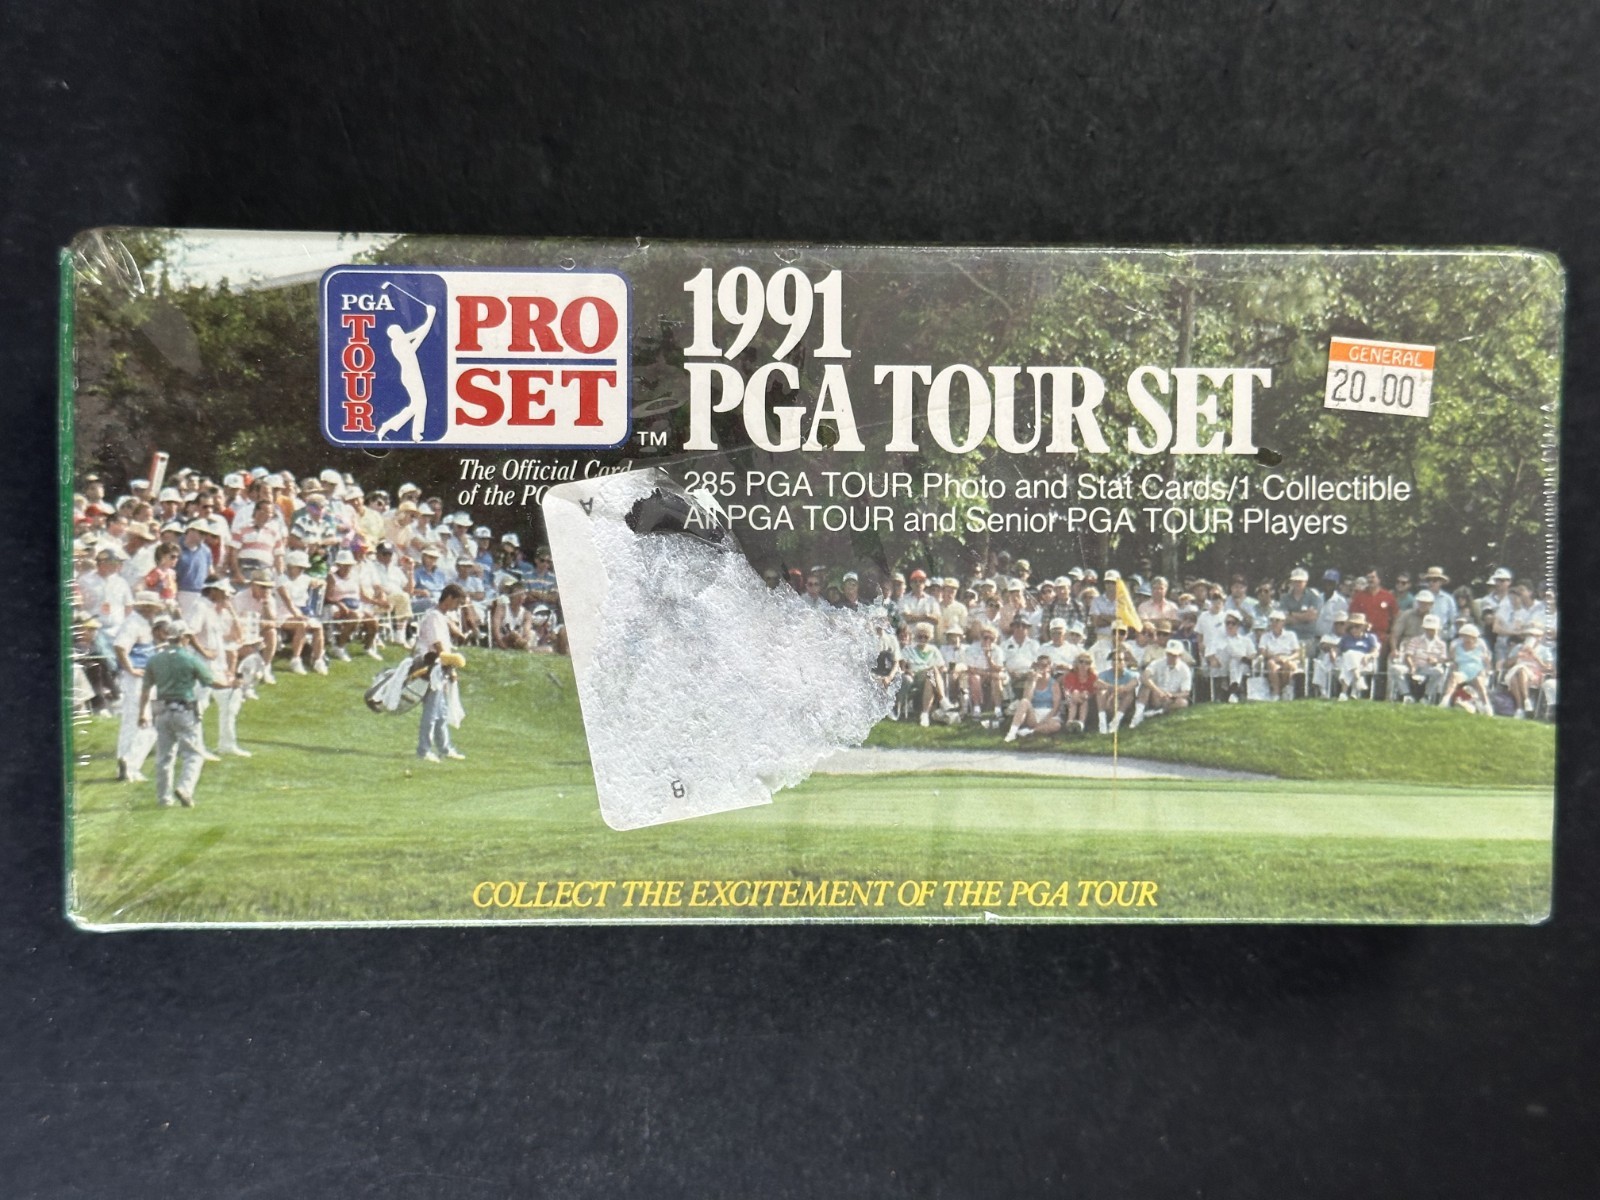 PGA
TOUR
PRO
SET
TM
The Official Card
of the
1991
PGA TOUR SET
285 PGA TOUR Photo and Stat Cards/1 Collectible
All PGA TOUR and Senior PGA TOUR Players
GENERAL
20.00
A
B
COLLECT THE EXCITEMENT OF THE PGA TOUR